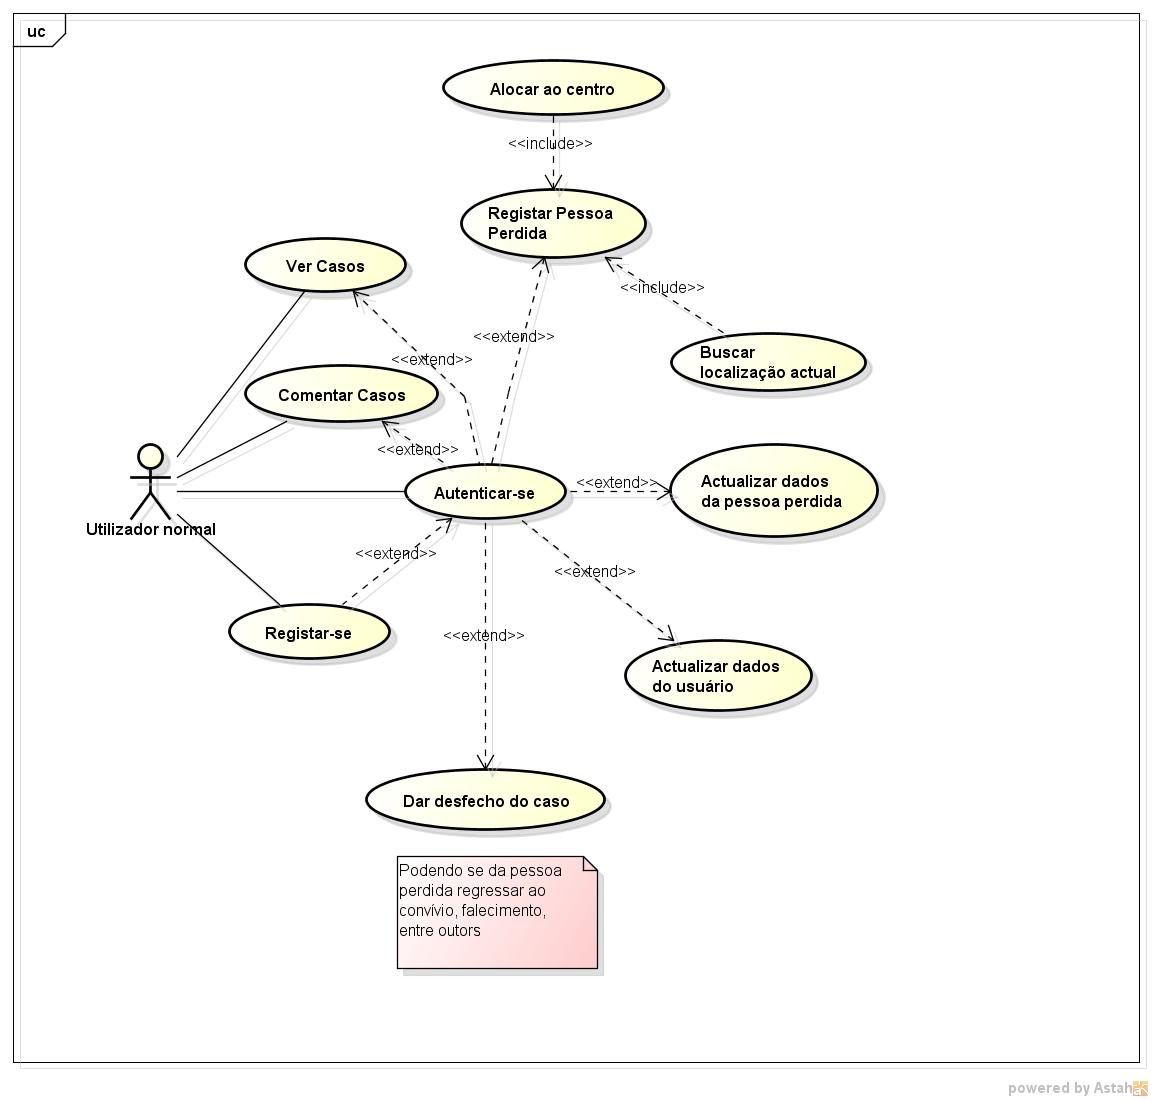 uc
Alocar ao centro
<<include>>
Registar Pessoa
Perdida
Ver Casos
<<include>>
<<extend>>
Buscar
localização actual
<<extend>>
Comentar Casos
<<extend>>
Actualizar dados
da pessoa perdida
<<extend>>
Autenticar-se
Utilizador normal
<<extend>>
<<extend>>
Registar-se
<<extend>>
Actualizar dados
do usuário
Dar desfecho do caso
Podendo se da pessoa
perdida regressar ao
convívio, falecimento,
entre outors
powered by Astah